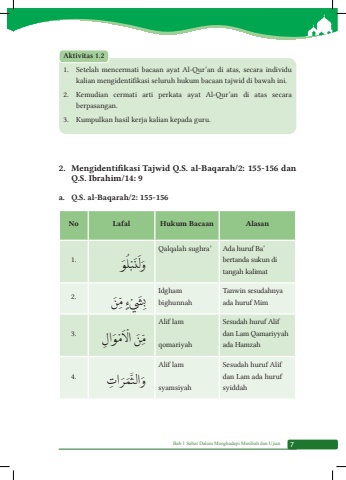 Aktivitas 1.2
1. Setelah mencermati bacaan ayat Al-Qur'an di atas, secara individu
kalian mengidentifikasi seluruh hukum bacaan tajwid di bawah ini.
2. Kemudian cermati arti perkata ayat Al-Qur'an di atas secara
berpasangan.
3. Kumpulkan hasil kerja kalian kepada guru.
2. Mengidentifikasi Tajwid Q.S. al-Baqarah/2: 155-156 dan
Q.S. Ibrahim/14: 9
a. Q.S. al-Baqarah/2: 155-156
No Lafal Hukum Bacaan Alasan
1. وَلَنَبْلُوَ Qalqalah sughra' Ada huruf Ba'
bertanda sukun di
tangah kalimat
2. بِشَيْءٍ مِّنَ Idgham
bighunnah Tanwin sesudahnya
ada huruf Mim
3. مِّنَ الْاَمْوَالِ Alif lam
qomariyah Sesudah huruf Alif
dan Lam Qamariyyah
ada Hamzah
4. وَالثَّمَرَاتِ Alif lam
syamsiyah Sesudah huruf Alif
dan Lam ada huruf
syiddah
Bab 1 Sabar Dalam Menghadapi Musibah dan Ujian 7